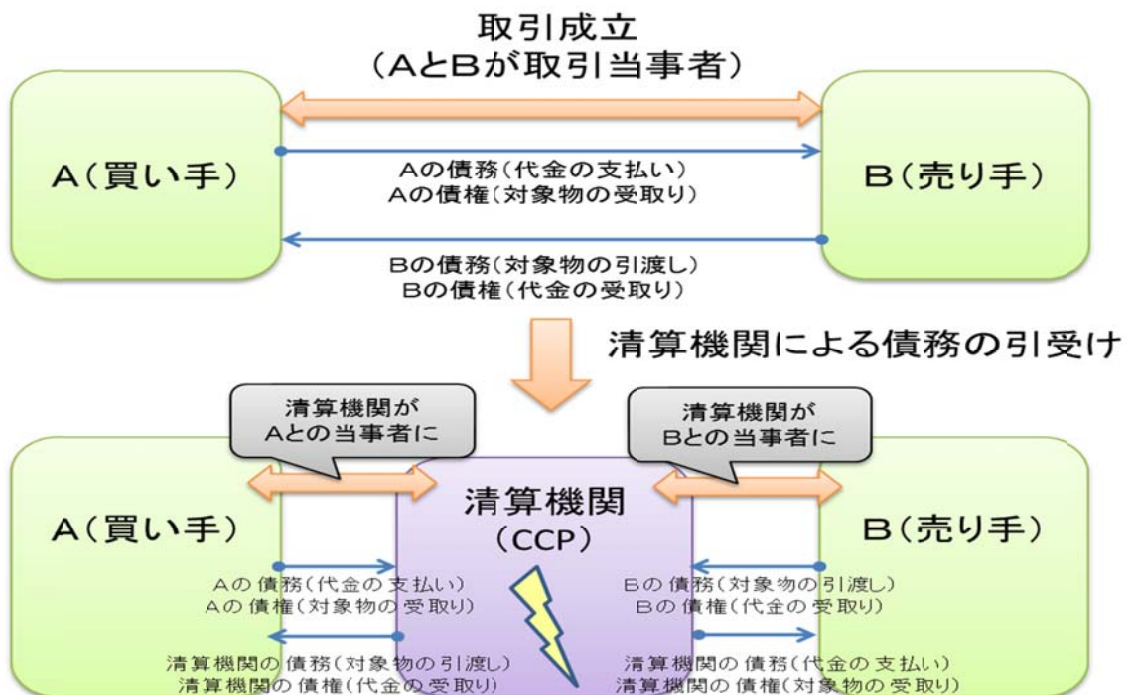 取引成立
（AとBが取引当事者）
A（買い手）
B（売り手）
Aの債務（代金の支払い）
Aの債権（対象物の受取り）
Bの債務（対象物の引渡し）
Bの債権（代金の受取り）
清算機関による債務の引受け
清算機関が
Aとの当事者に
清算機関が
Bとの当事者に
A（買い手）
清算機関
（CCP）
B（売り手）
Aの債務（代金の支払い）
Aの債権（対象物の受取り）
Bの債務（対象物の引渡し）
Bの債権（代金の受取り）
清算機関の債務（対象物の引渡し）
清算機関の債権（代金の受取り）
清算機関の債務（代金の支払い）
清算機関の債権（対象物の受取り）